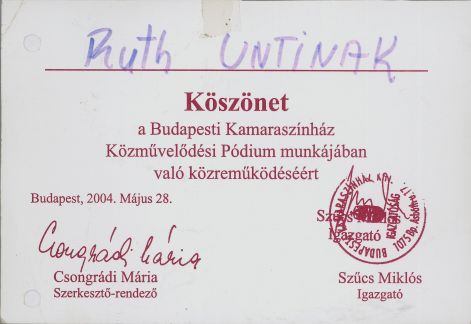 Ruth UNTINAK
Köszönet
a Budapesti Kamaraszínház
Közművelődési Pódium munkájában
való közreműködéséért
Budapest, 2004. Május 28.
Igazgató
Csongrádi Mária
Csongrádi Mária
Szerkesztő-rendező
Szűcs Miklós
Igazgató